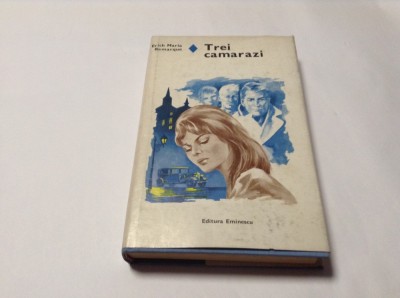 Erich Maria
Remarque
Trei
camarazi
Editura Eminescu